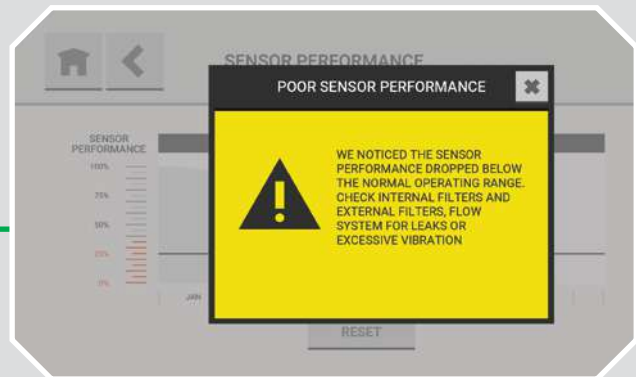 SENSOR PERFORMANCE
POOR SENSOR PERFORMANCE
SENSOR
PERFORMANCE
100%
75%
50%
25%
0%
WE NOTICED THE SENSOR
PERFORMANCE DROPPED BELOW
THE NORMAL OPERATING RANGE.
CHECK INTERNAL FILTERS AND
EXTERNAL FILTERS, FLOW
SYSTEM FOR LEAKS OR
EXCESSIVE VIBRATION
JAN
RESET